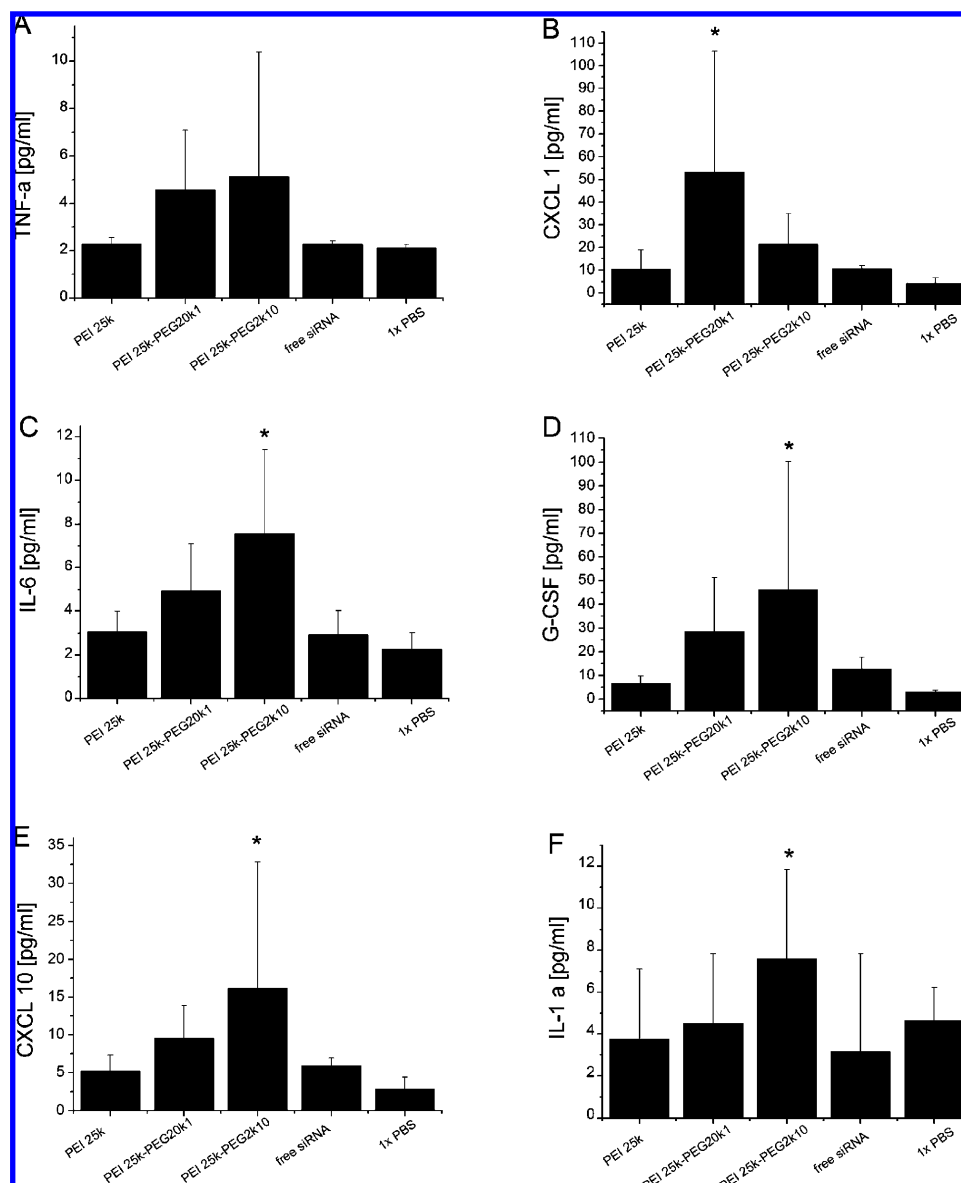 A
TNF-a [pg/ml]
10
8
6
4
2
0
PEI 25k
PEI 25k-PEG20k1
PEI 25k-PEG2k10
free siRNA
1x PBS
B
CXCL 1 [pg/ml]
110
100
90
80
70
60
50
40
30
20
10
0
*
PEI 25k
PEI 25k-PEG20k1
PEI 25k-PEG2k10
free siRNA
1x PBS
C
IL-6 [pg/ml]
12
10
8
6
4
2
0
*
PEI 25k
PEI 25k-PEG20k1
PEI 25k-PEG2k10
free siRNA
1x PBS
D
G-CSF [pg/ml]
110
100
90
80
70
60
50
40
30
20
10
0
*
PEI 25k
PEI 25k-PEG20k1
PEI 25k-PEG2k10
free siRNA
1x PBS
E
CXCL 10 [pg/ml]
35
30
25
20
15
10
5
0
*
PEI 25k
PEI 25k-PEG20k1
PEI 25k-PEG2k10
free siRNA
1x PBS
F
IL-1 a [pg/ml]
12
10
8
6
4
2
0
*
PEI 25k
PEI 25k-PEG20k1
PEI 25k-PEG2k10
free siRNA
1x PBS